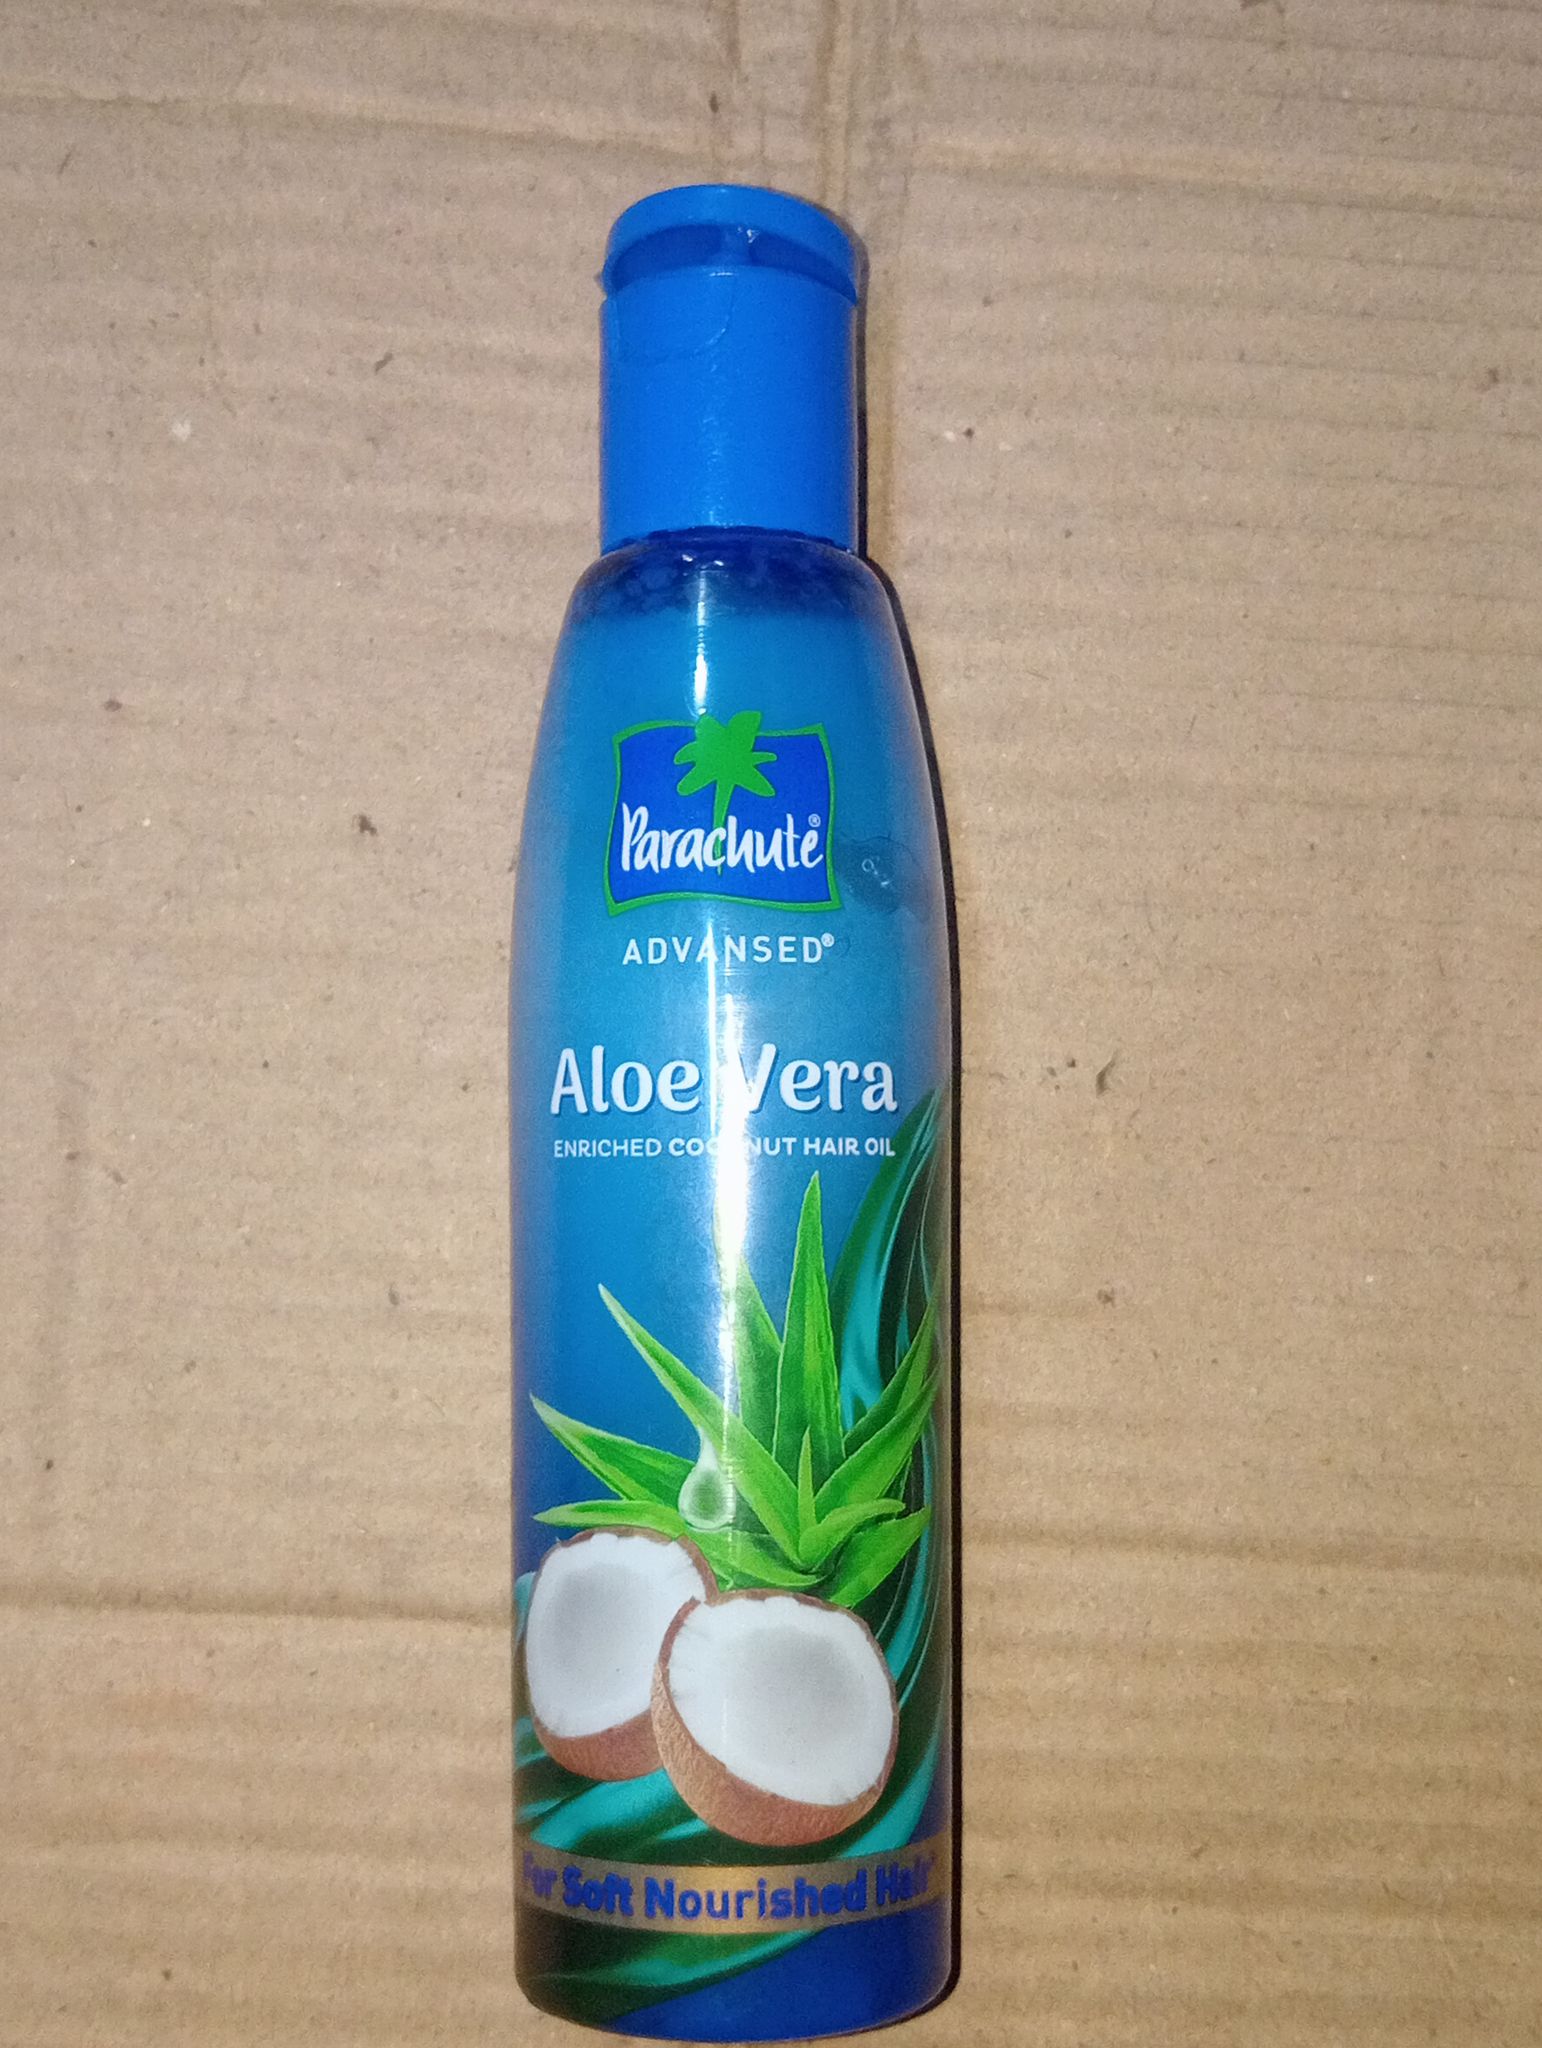 Parachute®
ADVANSED®
Aloe Vera
ENRICHED COCONUT HAIR OIL
For Soft Nourished Hair